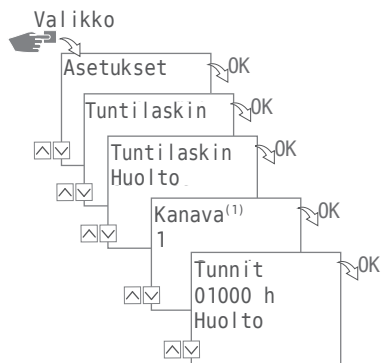 Valikko
Asetukset OK
Tuntilaskin OK
Tuntilaskin OK
Huolto
Kanava(1) OK
1
Tunnit OK
01000 h
Huolto